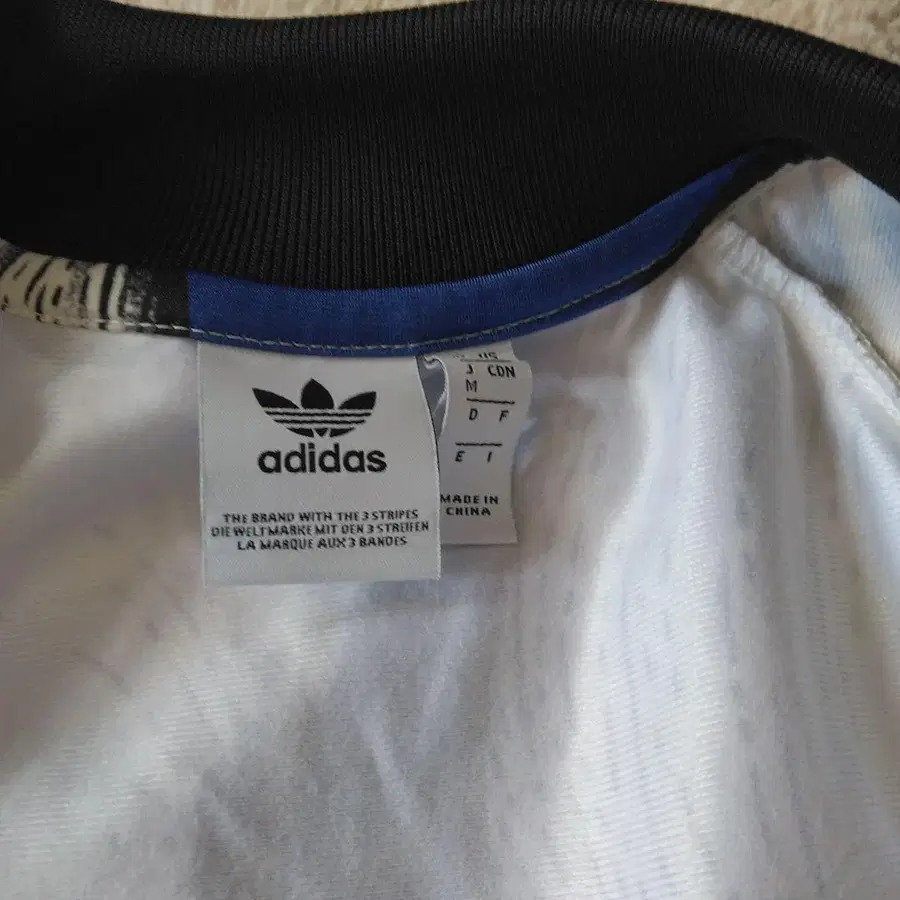 adidas
THE BRAND WITH THE 3 STRIPES
DIE WELTMARKE MIT DEN 3 STREIFEN
LA MARQUE AUX 3 BANDES
US
J CDN
M
D F
E I
MADE IN
CHINA